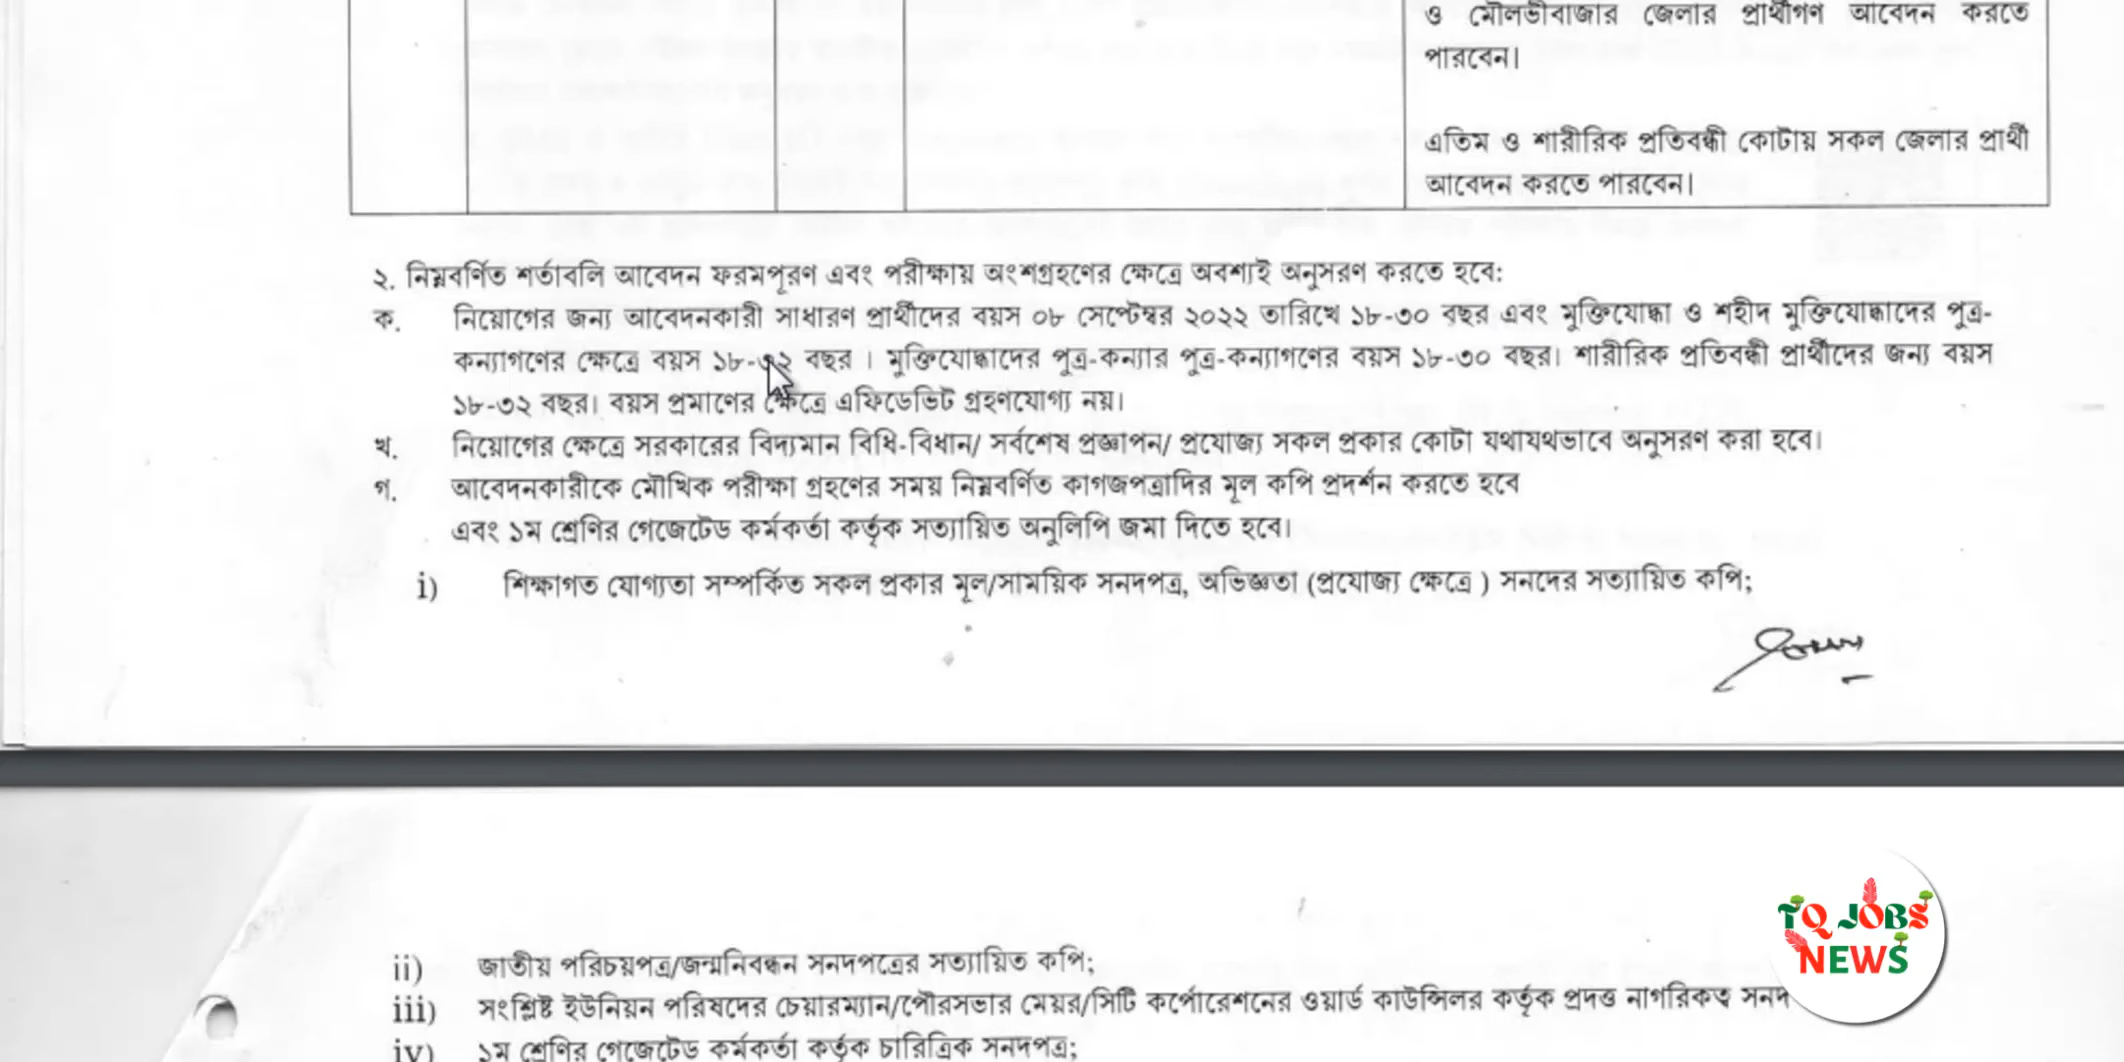 ও মৌলভীবাজার জেলার প্রার্থীগণ আবেদন করতে
পারবেন।
এতিম ও শারীরিক প্রতিবন্ধী কোটায় সকল জেলার প্রার্থী
আবেদন করতে পারবেন।
২. নিম্নবর্ণিত শর্তাবলি আবেদন ফরমপূরণ এবং পরীক্ষায় অংশগ্রহণের ক্ষেত্রে অবশ্যই অনুসরণ করতে হবে:
ক. নিয়োগের জন্য আবেদনকারী সাধারণ প্রার্থীদের বয়স ০৮ সেপ্টেম্বর ২০২২ তারিখে ১৮-৩০ বছর এবং মুক্তিযোদ্ধা ও শহীদ মুক্তিযোদ্ধাদের পুত্র-
কন্যাগণের ক্ষেত্রে বয়স ১৮-৩২ বছর । মুক্তিযোদ্ধাদের পুত্র-কন্যার পুত্র-কন্যাগণের বয়স ১৮-৩০ বছর। শারীরিক প্রতিবন্ধী প্রার্থীদের জন্য বয়স
১৮-৩২ বছর। বয়স প্রমাণের ক্ষেত্রে এফিডেভিট গ্রহণযোগ্য নয়।
খ. নিয়োগের ক্ষেত্রে সরকারের বিদ্যমান বিধি-বিধান/ সর্বশেষ প্রজ্ঞাপন/ প্রযোজ্য সকল প্রকার কোটা যথাযথভাবে অনুসরণ করা হবে।
গ. আবেদনকারীকে মৌখিক পরীক্ষা গ্রহণের সময় নিম্নবর্ণিত কাগজপত্রাদির মূল কপি প্রদর্শন করতে হবে
এবং ১ম শ্রেণির গেজেটেড কর্মকর্তা কর্তৃক সত্যায়িত অনুলিপি জমা দিতে হবে।
i) শিক্ষাগত যোগ্যতা সম্পর্কিত সকল প্রকার মূল/সাময়িক সনদপত্র, অভিজ্ঞতা (প্রযোজ্য ক্ষেত্রে ) সনদের সত্যায়িত কপি;
ii) জাতীয় পরিচয়পত্র/জন্মনিবন্ধন সনদপত্রের সত্যায়িত কপি;
iii) সংশ্লিষ্ট ইউনিয়ন পরিষদের চেয়ারম্যান/পৌরসভার মেয়র/সিটি কর্পোরেশনের ওয়ার্ড কাউন্সিলর কর্তৃক প্রদত্ত নাগরিকত্ব সনদ
iv) ১ম শ্রেণির গেজেটেড কর্মকর্তা কর্তৃক চারিত্রিক সনদপত্র;
TQ JOBS
NEWS